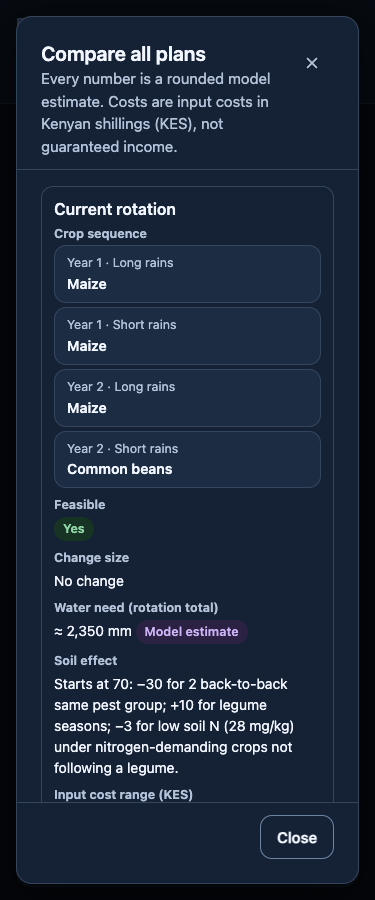 Compare all plans
Every number is a rounded model
estimate. Costs are input costs in
Kenyan shillings (KES), not
guaranteed income.
Current rotation
Crop sequence
Year 1 · Long rains
Maize
Year 1 · Short rains
Maize
Year 2 · Long rains
Maize
Year 2 · Short rains
Common beans
Feasible
Yes
Change size
No change
Water need (rotation total)
≈ 2,350 mm Model estimate
Soil effect
Starts at 70: −30 for 2 back-to-back
same pest group; +10 for legume
seasons; −3 for low soil N (28 mg/kg)
under nitrogen-demanding crops not
following a legume.
Input cost range (KES)
Close